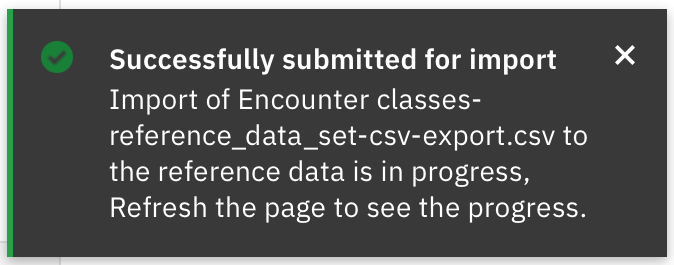 Successfully submitted for import
Import of Encounter classes-
reference_data_set-csv-export.csv to
the reference data is in progress,
Refresh the page to see the progress.